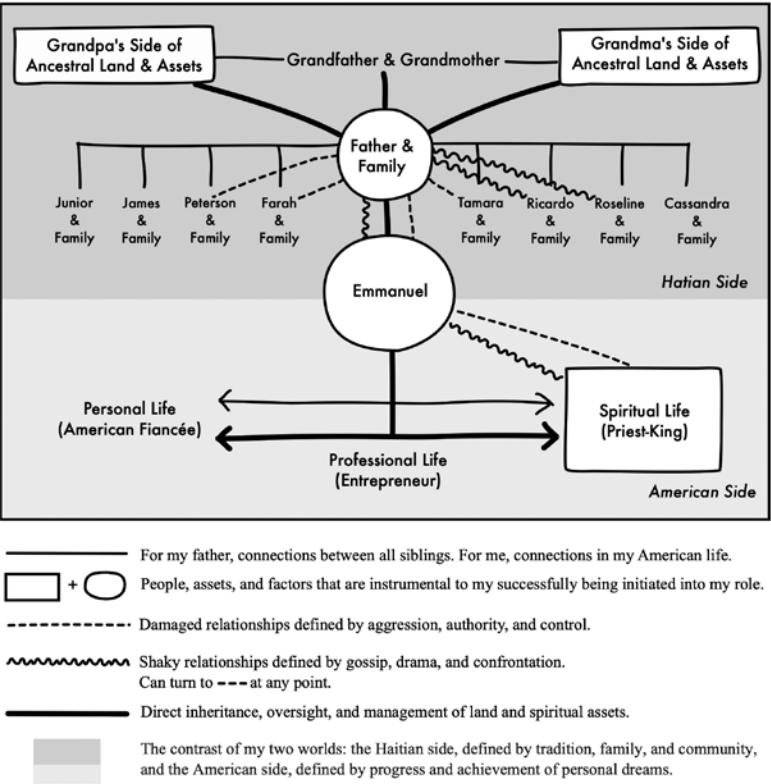 Grandpa's Side of
Ancestral Land & Assets
Grandfather & Grandmother
Grandma's Side of
Ancestral Land & Assets
Father &
Family
Junior
&
Family
James
&
Family
Peterson
&
Family
Farah
&
Family
Tamara
&
Family
Ricardo
&
Family
Roseline
&
Family
Cassandra
&
Family
Emmanuel
Hatian Side
Personal Life
(American Fiancée)
Professional Life
(Entrepreneur)
Spiritual Life
(Priest-King)
American Side
For my father, connections between all siblings. For me, connections in my American life.
+ People, assets, and factors that are instrumental to my successfully being initiated into my role.
Damaged relationships defined by aggression, authority, and control.
Shaky relationships defined by gossip, drama, and confrontation.
Can turn to --- at any point.
Direct inheritance, oversight, and management of land and spiritual assets.
The contrast of my two worlds: the Haitian side, defined by tradition, family, and community,
and the American side, defined by progress and achievement of personal dreams.